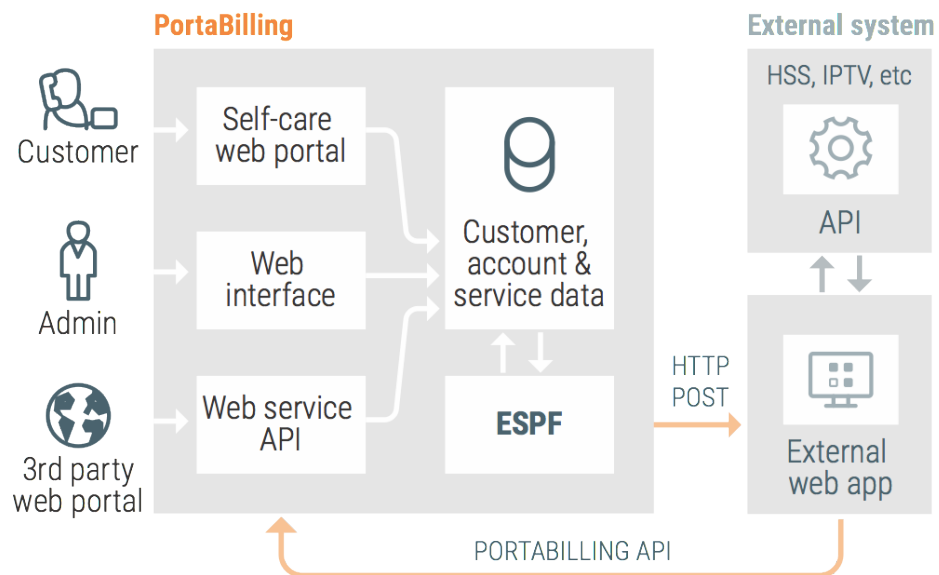 PortaBilling
External system
Customer
Admin
3rd party
web portal
Self-care
web portal
Web
interface
Web service
API
Customer,
account &
service data
ESPF
HTTP
POST
HSS, IPTV, etc
API
External
web app
PORTABILLING API